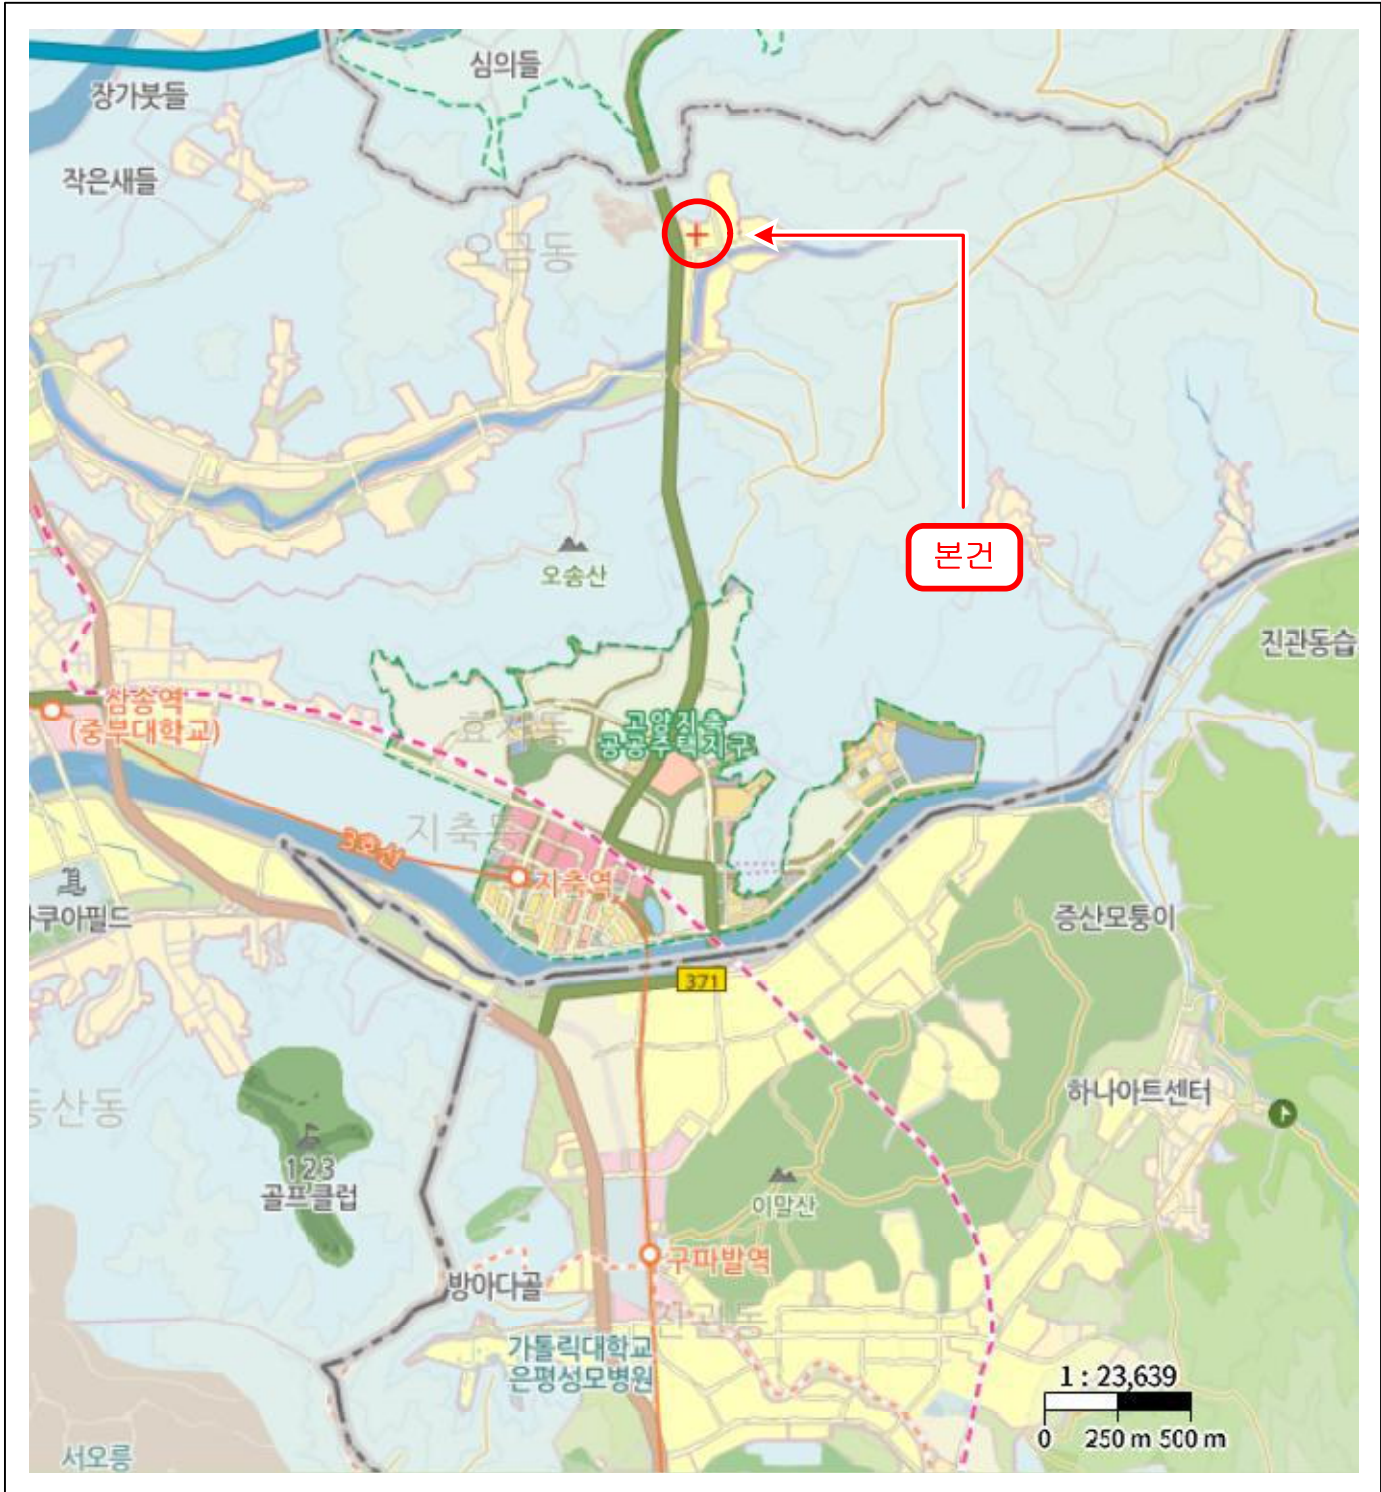 심의들
장가붓들
작은새들
오금동
본건
오송산
진관동습
삼송역
(중부대학교)
효자동
고양지축
공공주택지구
지축동
3호선
지축역
쿠아필드
증산모퉁이
371
하나아트센터
등산동
123
골프클럽
이말산
구파발역
방아다골
진관동
가톨릭대학교
은평성모병원
1 : 23,639
0 250 m 500 m
서오릉